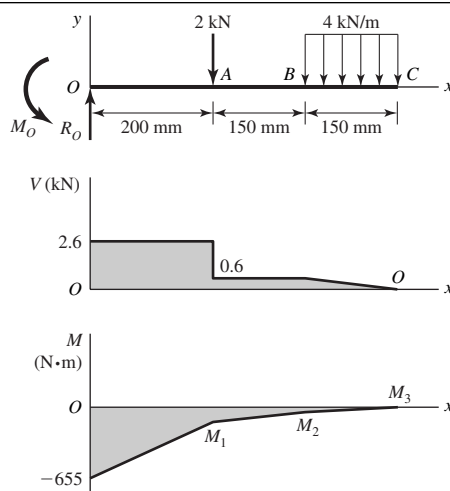 y
2 kN
4 kN/m
A
B
C
O
x
M_O
R_O
200 mm
150 mm
150 mm
V (kN)
2.6
0.6
O
O
x
M
(N•m)
O
M_3
x
M_1
M_2
−655